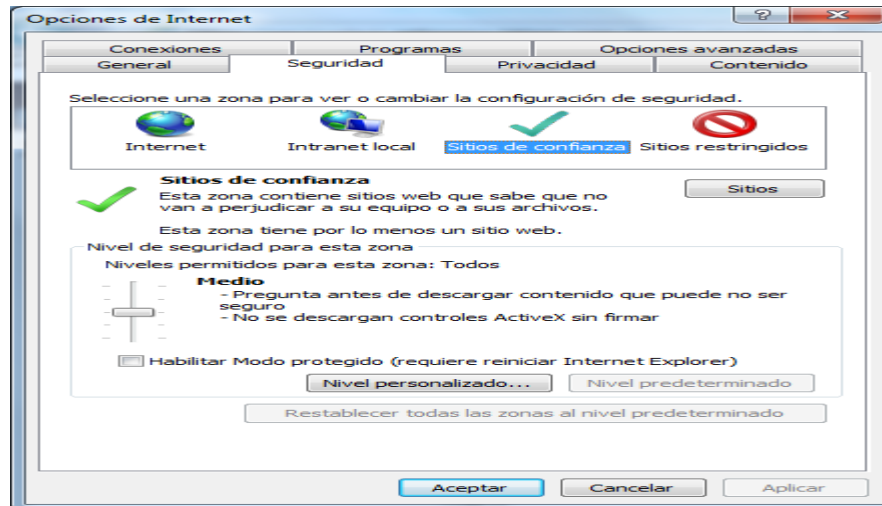 Opciones de Internet
Conexiones Programas Opciones avanzadas
General Seguridad Privacidad Contenido
Seleccione una zona para ver o cambiar la configuración de seguridad.
Internet Intranet local Sitios de confianza Sitios restringidos
Sitios de confianza
Sitios
Esta zona contiene sitios web que sabe que no
van a perjudicar a su equipo o a sus archivos.
Esta zona tiene por lo menos un sitio web.
Nivel de seguridad para esta zona
Niveles permitidos para esta zona: Todos
Medio
- Pregunta antes de descargar contenido que puede no ser
seguro
- No se descargan controles ActiveX sin firmar
Habilitar Modo protegido (requiere reiniciar Internet Explorer)
Nivel personalizado... Nivel predeterminado
Restablecer todas las zonas al nivel predeterminado
Aceptar Cancelar Aplicar